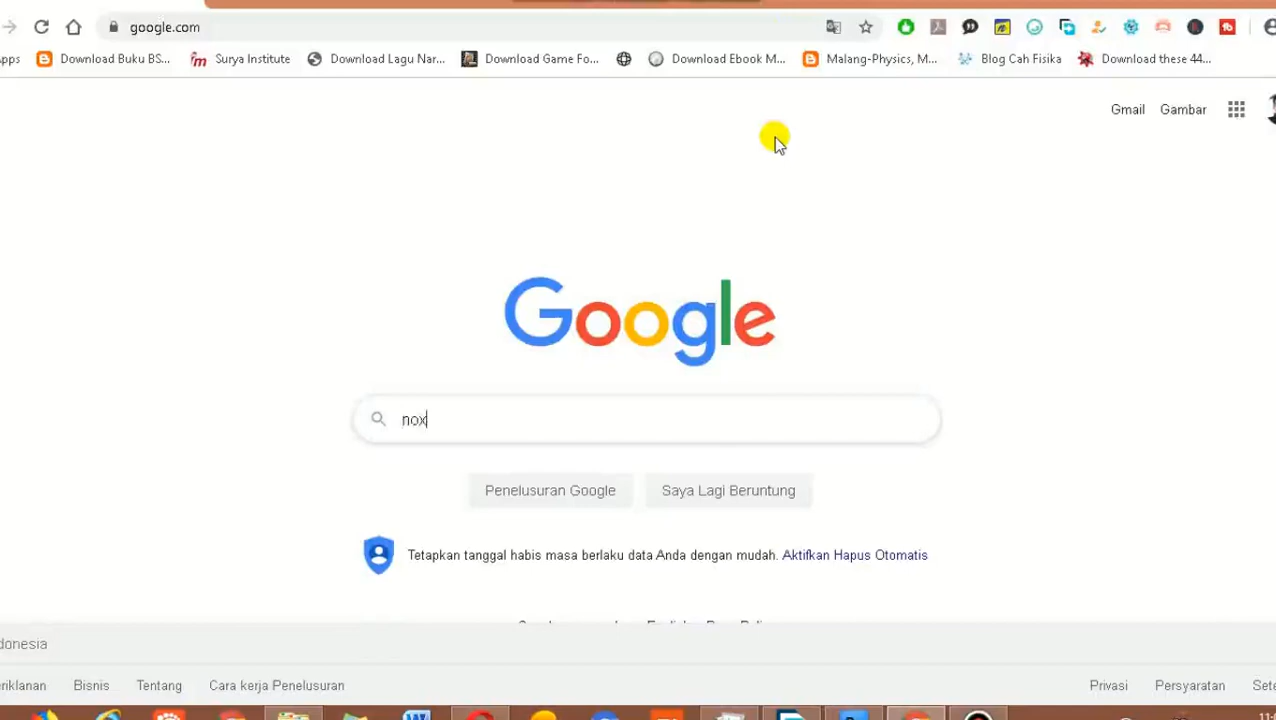 google.com
Apps Download Buku BS... Surya Institute Download Lagu Nar... Download Game Fo... Download Ebook M... Malang-Physics, M... Blog Cah Fisika Download these 44...
Gmail Gambar
Google
nox
Penelusuran Google Saya Lagi Beruntung
Tetapkan tanggal habis masa berlaku data Anda dengan mudah. Aktifkan Hapus Otomatis
donesia
riklanan Bisnis Tentang Cara kerja Penelusuran Privasi Persyaratan Sete